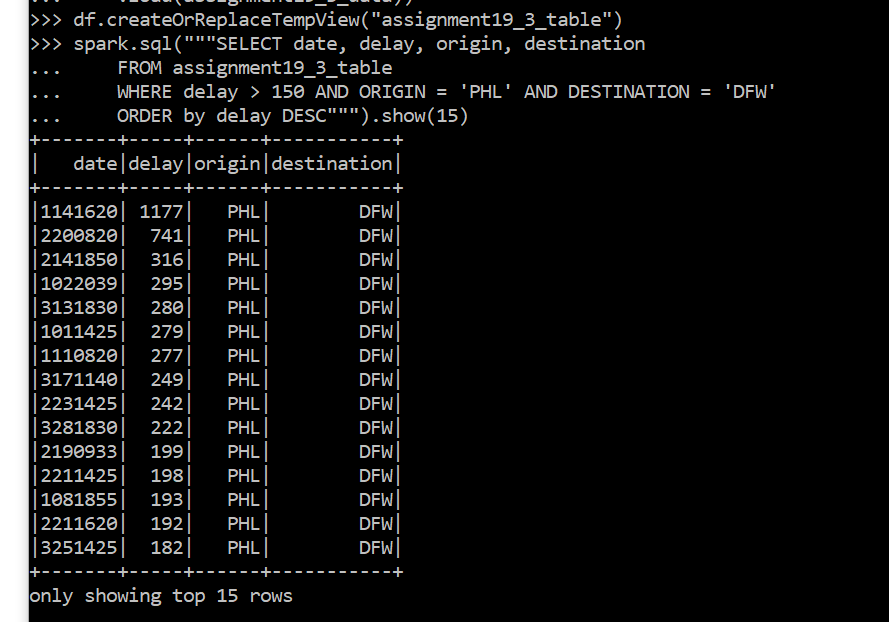 >>> df.createOrReplaceTempView("assignment19_3_table")
>>> spark.sql("""SELECT date, delay, origin, destination
...     FROM assignment19_3_table
...     WHERE delay > 150 AND ORIGIN = 'PHL' AND DESTINATION = 'DFW'
...     ORDER by delay DESC""").show(15)
+-------+-----+------+-----------+
|   date|delay|origin|destination|
+-------+-----+------+-----------+
|1141620| 1177|   PHL|        DFW|
|2200820|  741|   PHL|        DFW|
|2141850|  316|   PHL|        DFW|
|1022039|  295|   PHL|        DFW|
|3131830|  280|   PHL|        DFW|
|1011425|  279|   PHL|        DFW|
|1110820|  277|   PHL|        DFW|
|3171140|  249|   PHL|        DFW|
|2231425|  242|   PHL|        DFW|
|3281830|  222|   PHL|        DFW|
|2190933|  199|   PHL|        DFW|
|2211425|  198|   PHL|        DFW|
|1081855|  193|   PHL|        DFW|
|2211620|  192|   PHL|        DFW|
|3251425|  182|   PHL|        DFW|
+-------+-----+------+-----------+
only showing top 15 rows